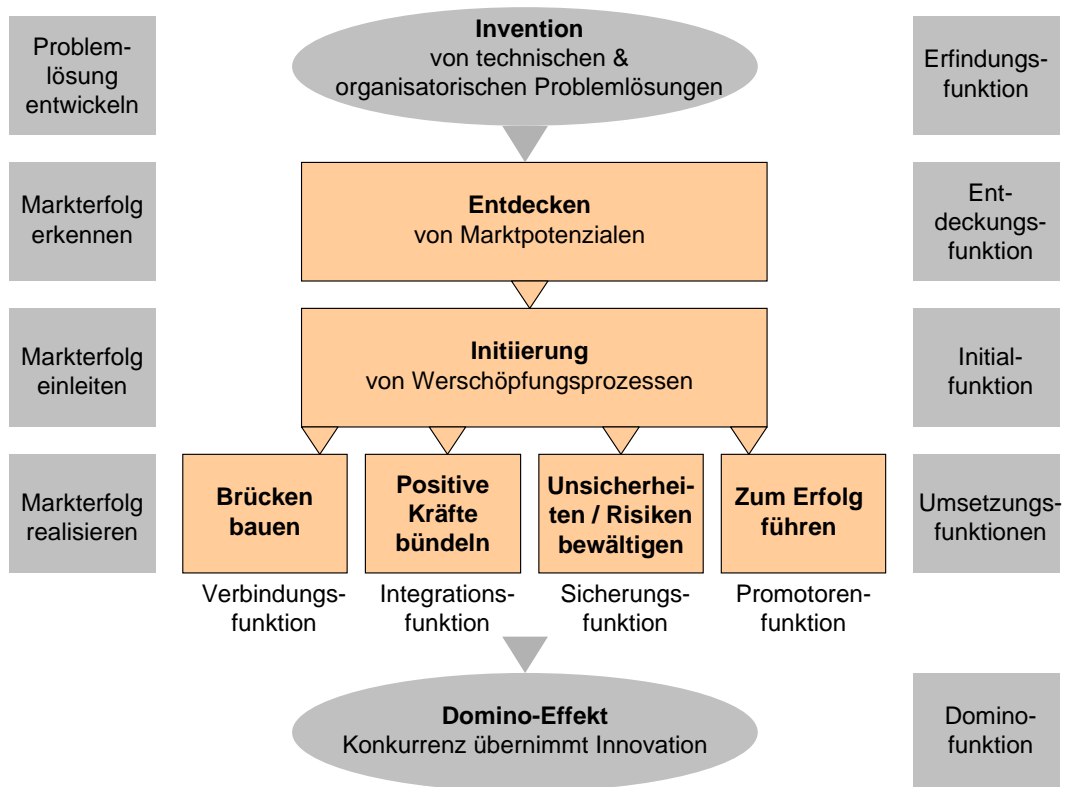 Problem-
lösung
entwickeln
Invention
von technischen &
organisatorischen Problemlösungen
Erfindungs-
funktion
Markterfolg
erkennen
Entdecken
von Marktpotenzialen
Ent-
deckungs-
funktion
Markterfolg
einleiten
Initiierung
von Werschöpfungsprozessen
Initial-
funktion
Markterfolg
realisieren
Brücken
bauen
Positive
Kräfte
bündeln
Unsicherhei-
ten / Risiken
bewältigen
Zum Erfolg
führen
Umsetzungs-
funktionen
Verbindungs-
funktion
Integrations-
funktion
Sicherungs-
funktion
Promotoren-
funktion
Domino-Effekt
Konkurrenz übernimmt Innovation
Domino-
funktion